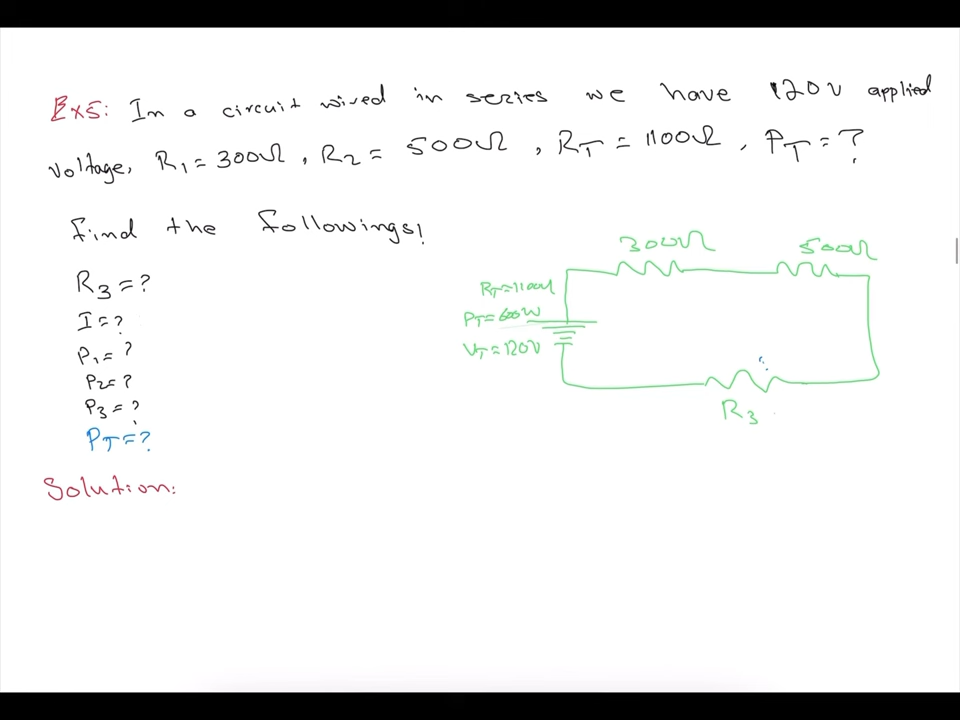 Ex5: In a circuit wired in series we have 120V applied
voltage, R1 = 300Ω, R2 = 500Ω, RT = 1100Ω, PT = ?
Find the followings!
R3 = ?
I = ?
P1 = ?
P2 = ?
P3 = ?
PT = ?
300Ω
500Ω
RT = 1100Ω
PT = 600W
VT = 120V
?
R3
Solution: